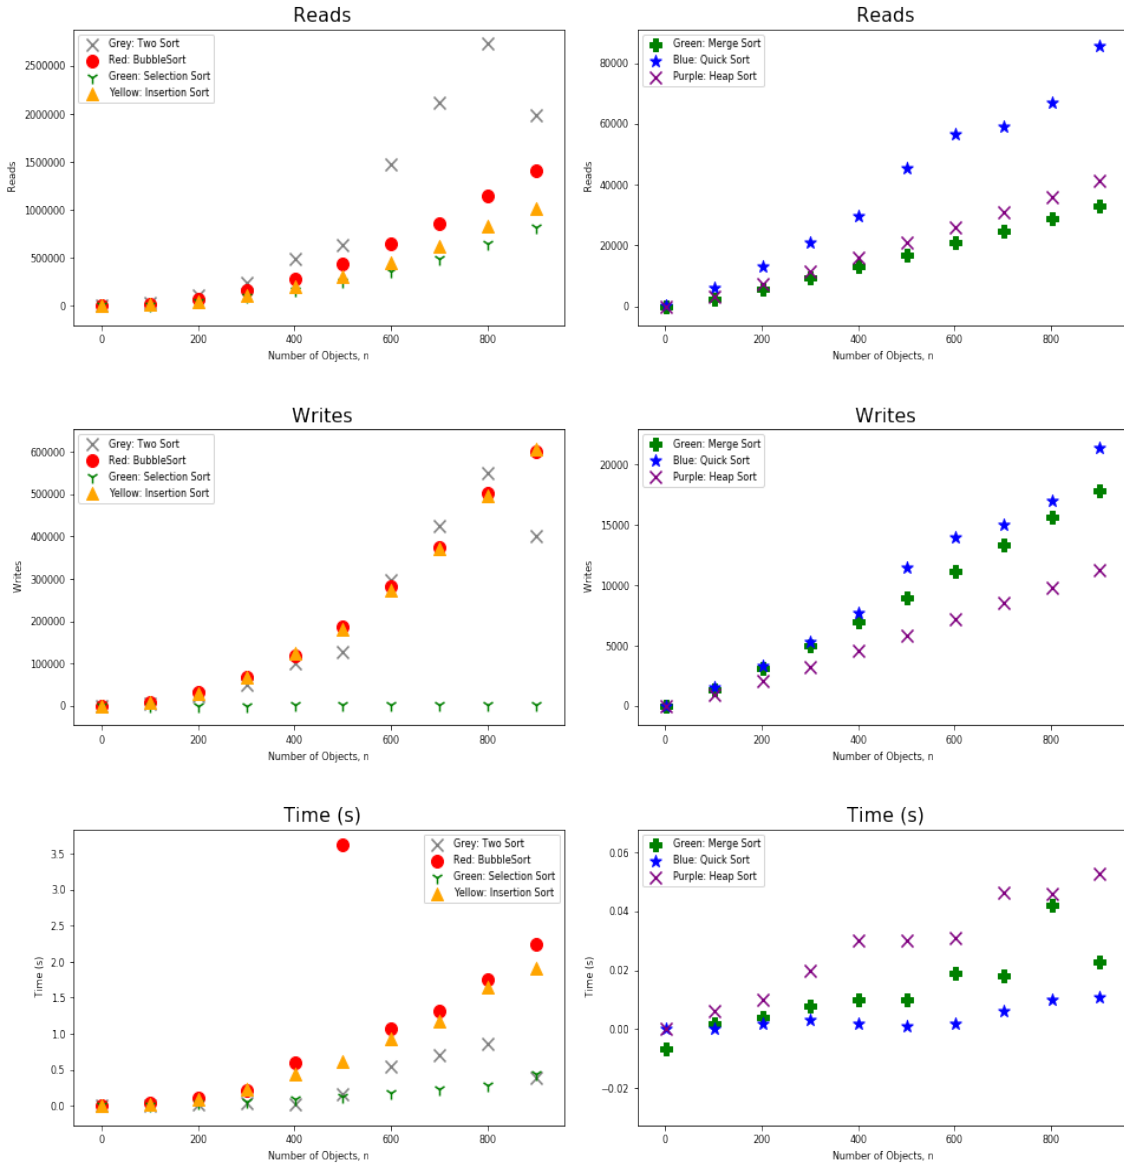 Reads
Grey: Two Sort
Red: BubbleSort
Green: Selection Sort
Yellow: Insertion Sort
2500000
2000000
1500000
1000000
500000
0
Reads
0 200 400 600 800
Number of Objects, n
Reads
Green: Merge Sort
Blue: Quick Sort
Purple: Heap Sort
80000
60000
40000
20000
0
Reads
0 200 400 600 800
Number of Objects, n
Writes
Grey: Two Sort
Red: BubbleSort
Green: Selection Sort
Yellow: Insertion Sort
600000
500000
400000
300000
200000
100000
0
Writes
0 200 400 600 800
Number of Objects, n
Writes
Green: Merge Sort
Blue: Quick Sort
Purple: Heap Sort
20000
15000
10000
5000
0
Writes
0 200 400 600 800
Number of Objects, n
Time (s)
Grey: Two Sort
Red: BubbleSort
Green: Selection Sort
Yellow: Insertion Sort
3.5
3.0
2.5
2.0
1.5
1.0
0.5
0.0
Time (s)
0 200 400 600 800
Number of Objects, n
Time (s)
Green: Merge Sort
Blue: Quick Sort
Purple: Heap Sort
0.06
0.04
0.02
0.00
−0.02
Time (s)
0 200 400 600 800
Number of Objects, n